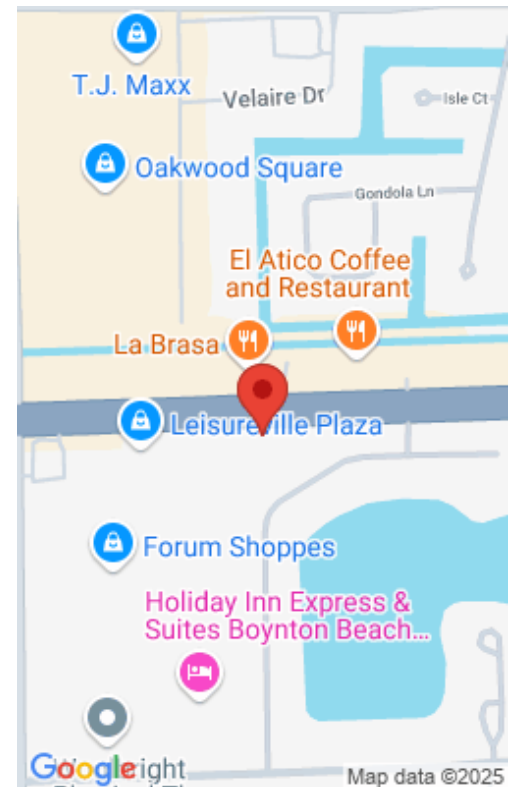 T.J. Maxx
Velaire Dr
Isle Ct
Oakwood Square
Gondola Ln
El Atico Coffee
and Restaurant
La Brasa
Leisureville Plaza
Forum Shoppes
Holiday Inn Express &
Suites Boynton Beach...
Google
Map data ©2025